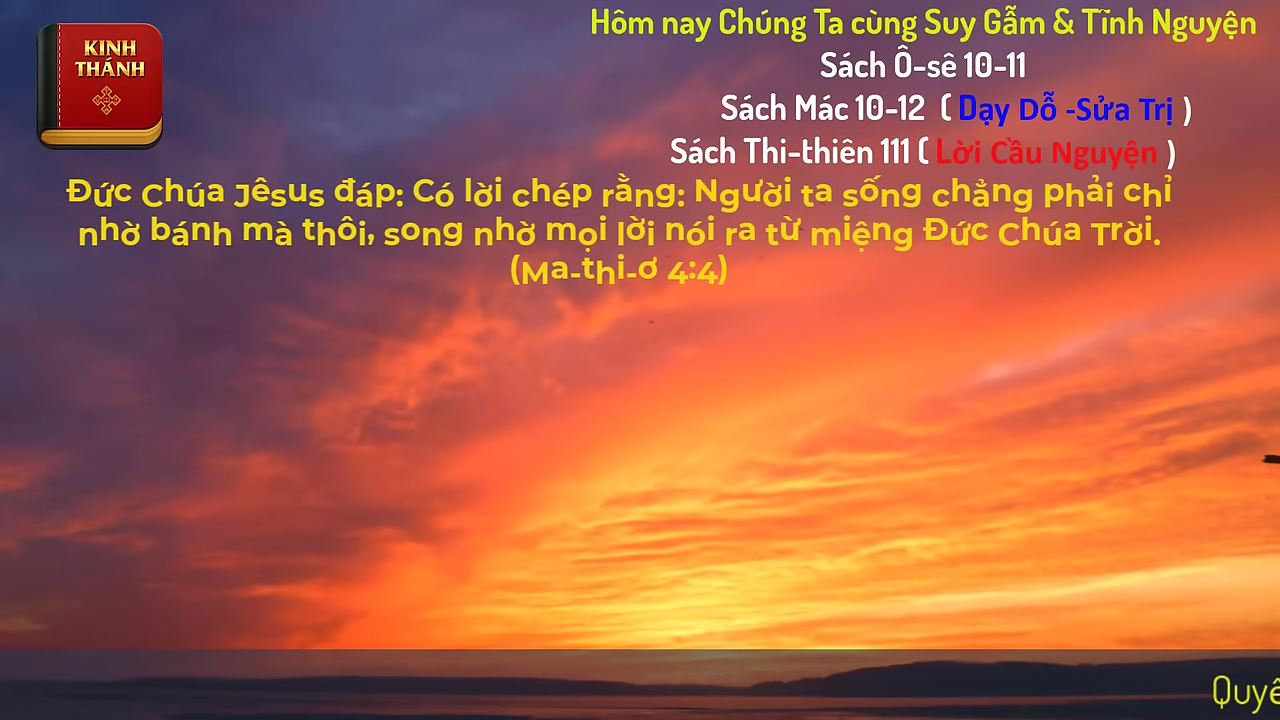 KINH
THÁNH
Hôm nay Chúng Ta cùng Suy Gẫm & Tĩnh Nguyện
Sách Ô-sê 10-11
Sách Mác 10-12 ( Dạy Dỗ -Sửa Trị )
Sách Thi-thiên 111 ( Lời Cầu Nguyện )
Đức Chúa Jêsus đáp: Có lời chép rằng: Người ta sống chẳng phải chỉ
nhờ bánh mà thôi, song nhờ mọi lời nói ra từ miệng Đức Chúa Trời.
(Ma-thi-ơ 4:4)